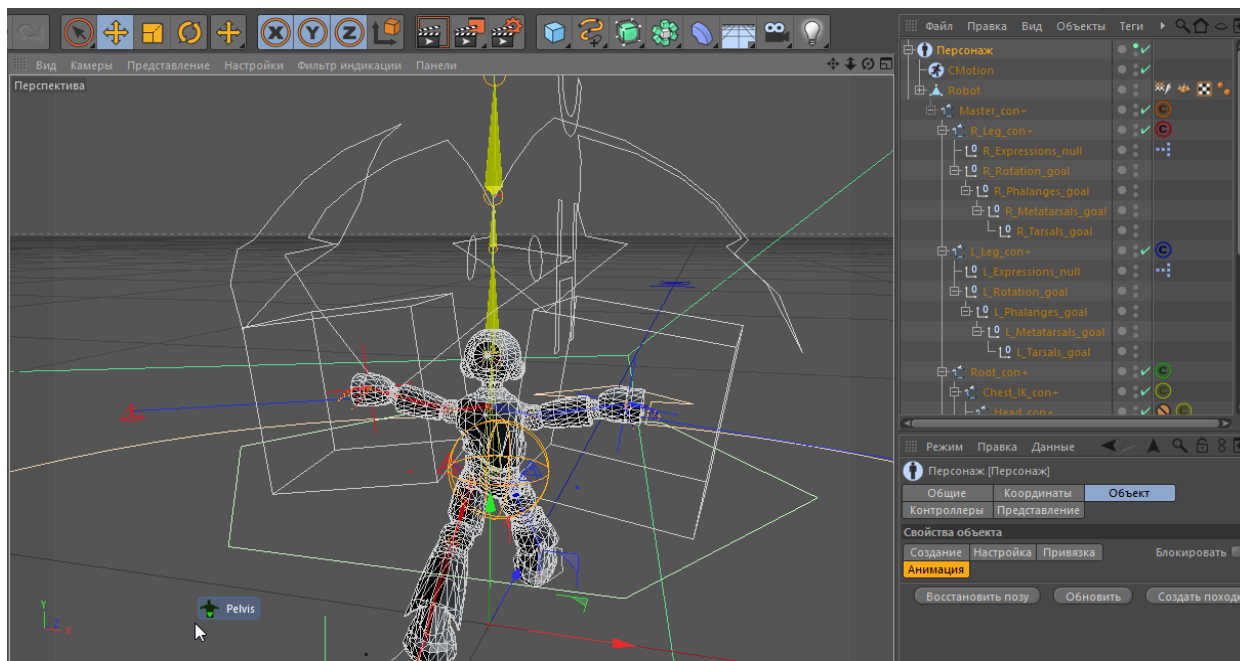 Файл Правка Вид Объекты Теги
Вид Камеры Представление Настройки Фильтр индикации Панели
Перспектива
Персонаж
CMotion
Robot
Master_con+
R_Leg_con+
R_Expressions_null
R_Rotation_goal
R_Phalanges_goal
R_Metatarsals_goal
R_Tarsals_goal
L_Leg_con+
L_Expressions_null
L_Rotation_goal
L_Phalanges_goal
L_Metatarsals_goal
L_Tarsals_goal
Root_con+
Chest_IK_con+
Head_con+
Режим Правка Данные
Персонаж [Персонаж]
Общие Координаты Объект
Контроллеры Представление
Свойства объекта
Создание Настройка Привязка Блокировать
Анимация
Восстановить позу Обновить Создать походк
Pelvis
Y
Z X